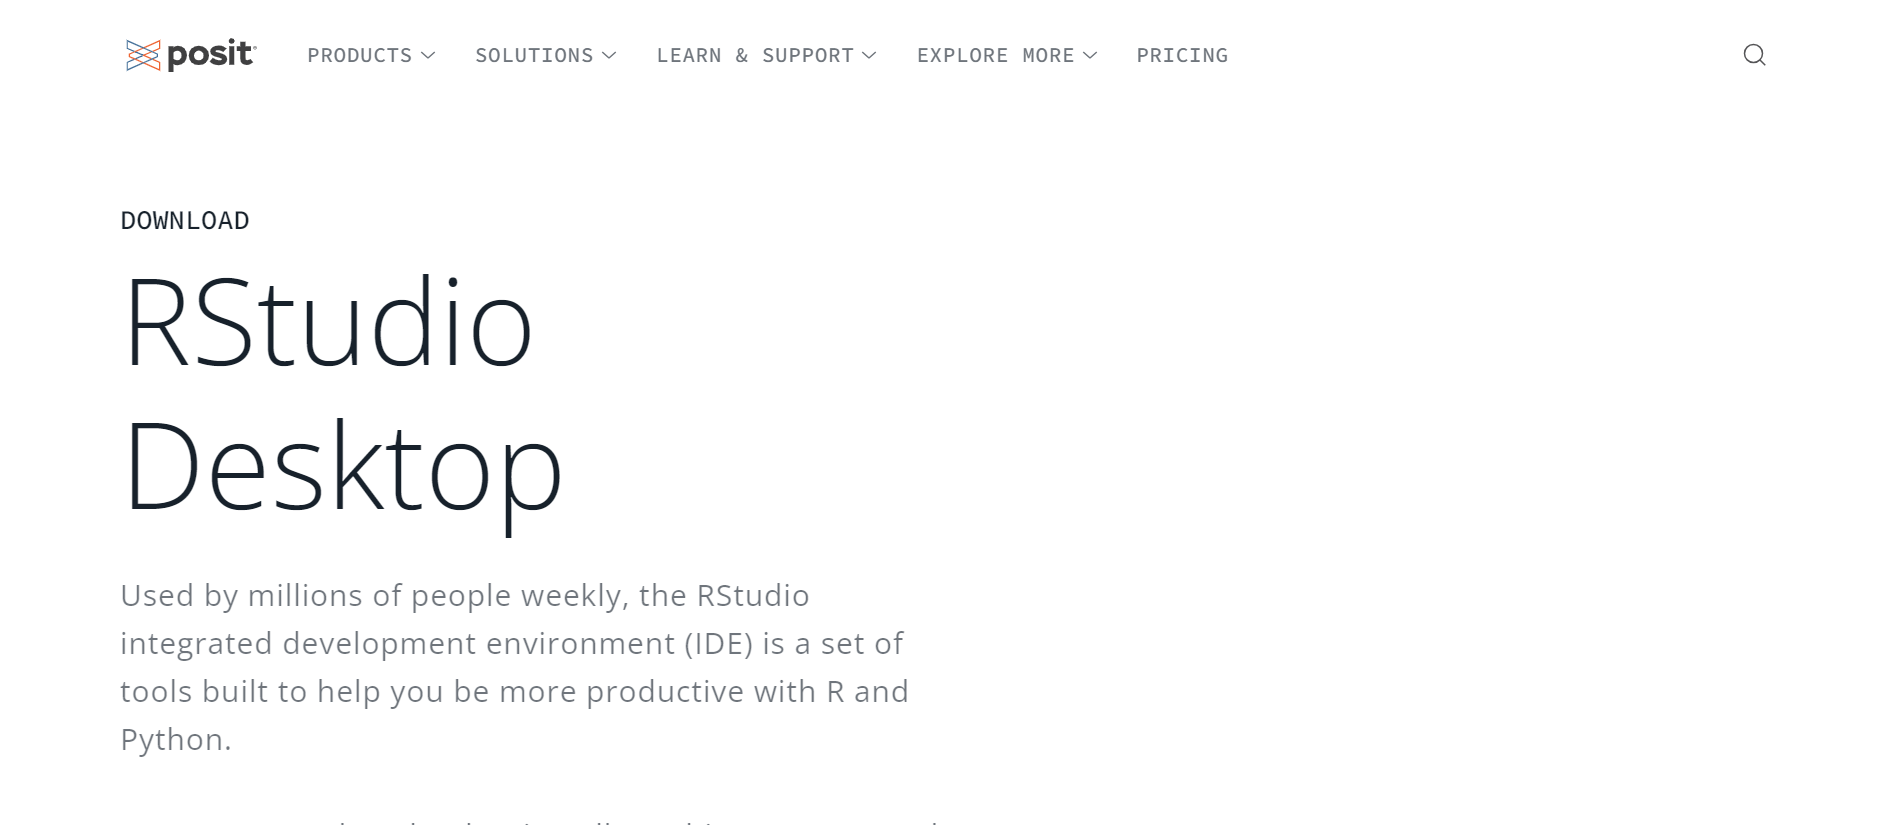 posit®
PRODUCTS
SOLUTIONS
LEARN & SUPPORT
EXPLORE MORE
PRICING
DOWNLOAD
RStudio
Desktop
Used by millions of people weekly, the RStudio
integrated development environment (IDE) is a set of
tools built to help you be more productive with R and
Python.